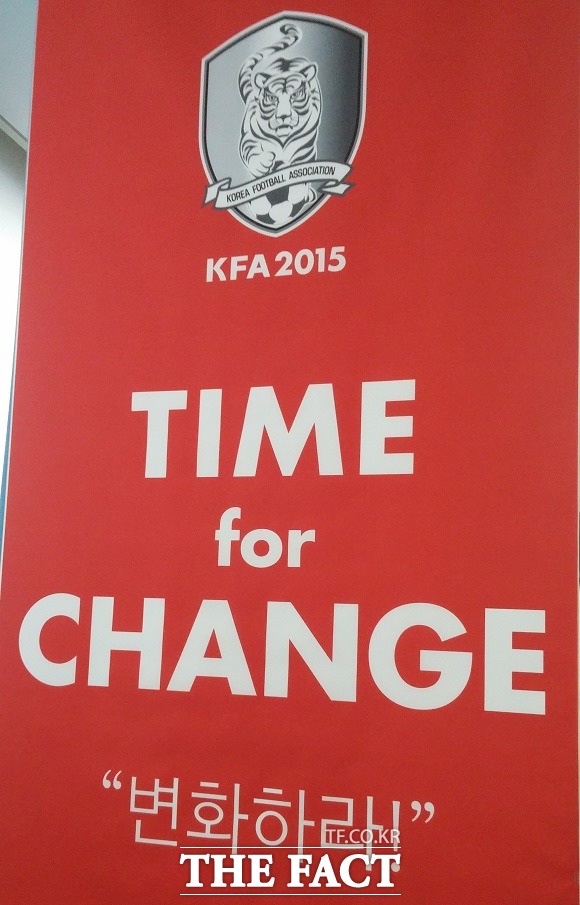 KOREA FOOTBALL ASSOCIATION
KFA 2015
TIME
for
CHANGE
“변화하라!”
TF.CO.KR
THE FACT